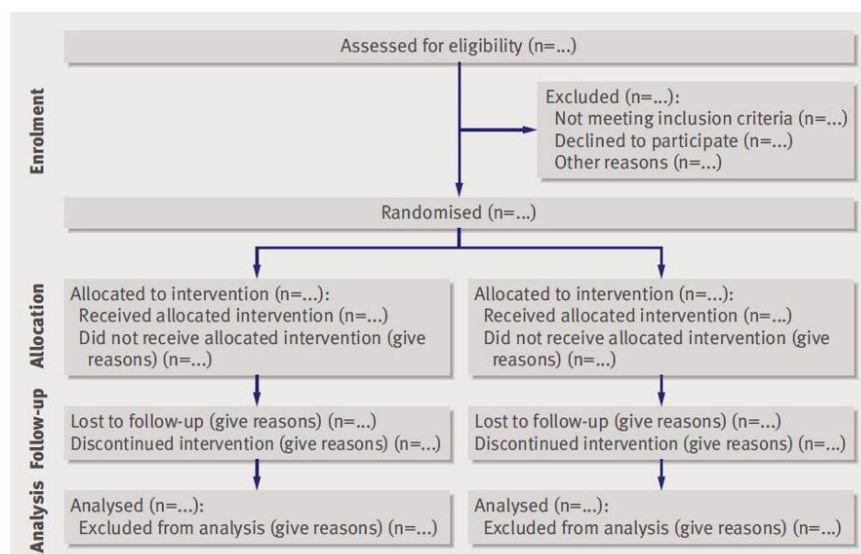 Enrolment
Assessed for eligibility (n=...)
Excluded (n=...):
Not meeting inclusion criteria (n=...)
Declined to participate (n=...)
Other reasons (n=...)
Randomised (n=...)
Allocation
Allocated to intervention (n=...):
Received allocated intervention (n=...)
Did not receive allocated intervention (give
reasons) (n=...)
Allocated to intervention (n=...):
Received allocated intervention (n=...)
Did not receive allocated intervention (give
reasons) (n=...)
Follow-up
Lost to follow-up (give reasons) (n=...)
Discontinued intervention (give reasons) (n=...)
Lost to follow-up (give reasons) (n=...)
Discontinued intervention (give reasons) (n=...)
Analysis
Analysed (n=...):
Excluded from analysis (give reasons) (n=...)
Analysed (n=...):
Excluded from analysis (give reasons) (n=...)